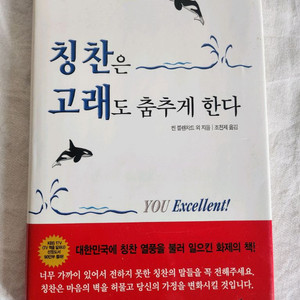 칭찬은
고래도 춤추게 한다
켄 블랜차드 외 지음 | 조천제 옮김
YOU Excellent!
대한민국에 칭찬 열풍을 불러 일으킨 화제의 책!
너무 가까이 있어서 전하지 못한 칭찬의 말들을 꼭 전해주세요.
칭찬은 마음의 벽을 허물고 당신의 가정을 변화시킬 것입니다.